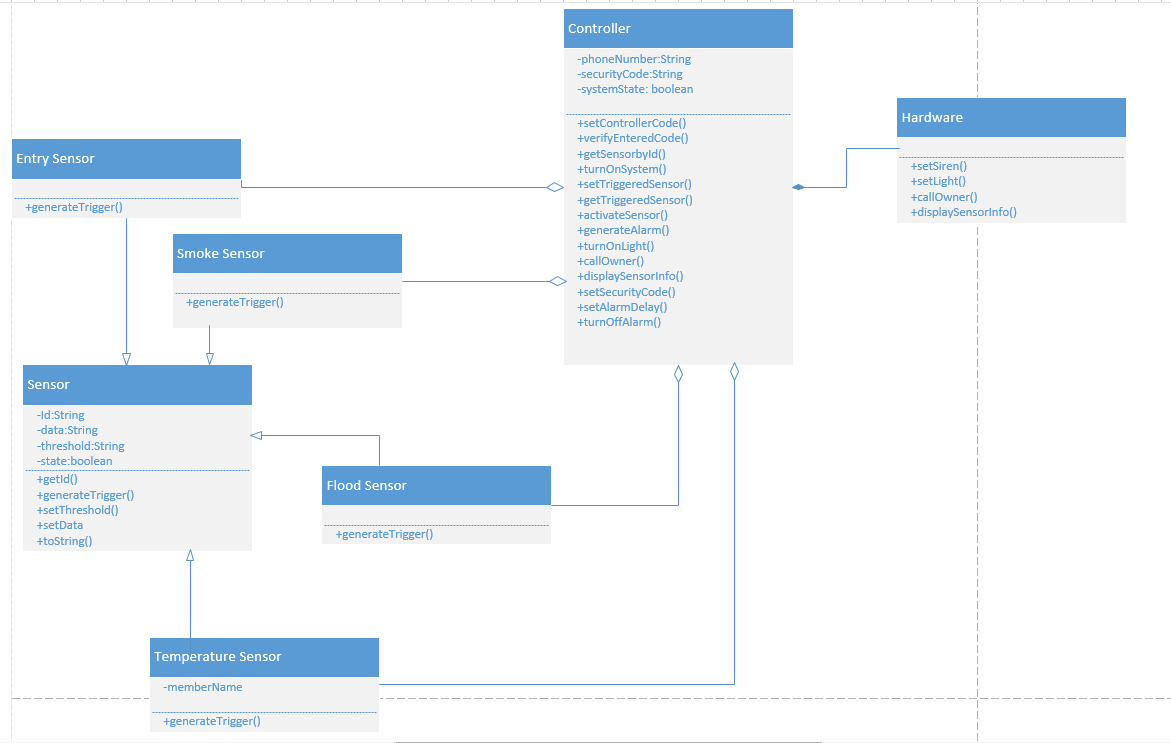 Controller
-phoneNumber:String
-securityCode:String
-systemState: boolean
+setControllerCode()
+verifyEnteredCode()
+getSensorbyId()
+turnOnSystem()
+setTriggeredSensor()
+getTriggeredSensor()
+activateSensor()
+generateAlarm()
+turnOnLight()
+callOwner()
+displaySensorInfo()
+setSecurityCode()
+setAlarmDelay()
+turnOffAlarm()
Hardware
+setSiren()
+setLight()
+callOwner()
+displaySensorInfo()
Entry Sensor
+generateTrigger()
Smoke Sensor
+generateTrigger()
Sensor
-Id:String
-data:String
-threshold:String
-state:boolean
+getId()
+generateTrigger()
+setThreshold()
+setData
+toString()
Flood Sensor
+generateTrigger()
Temperature Sensor
-memberName
+generateTrigger()